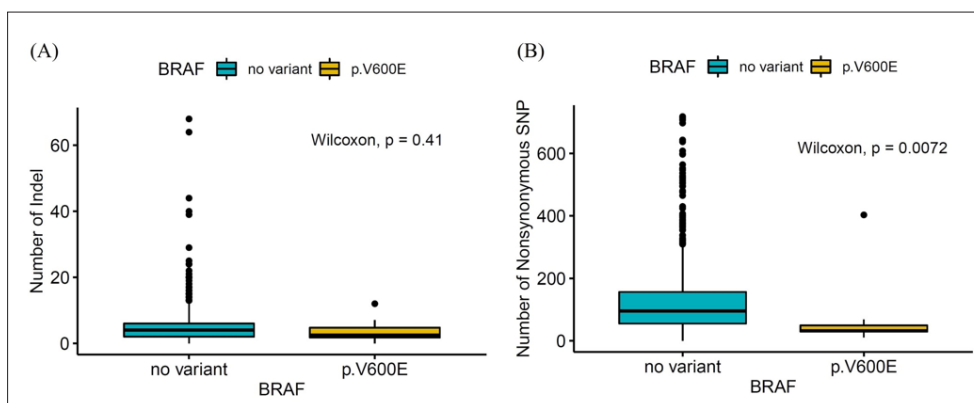 (A)
BRAF no variant p.V600E
Wilcoxon, p = 0.41
Number of Indel
60
40
20
0
no variant p.V600E
BRAF
(B)
BRAF no variant p.V600E
Wilcoxon, p = 0.0072
Number of Nonsynonymous SNP
600
400
200
0
no variant p.V600E
BRAF